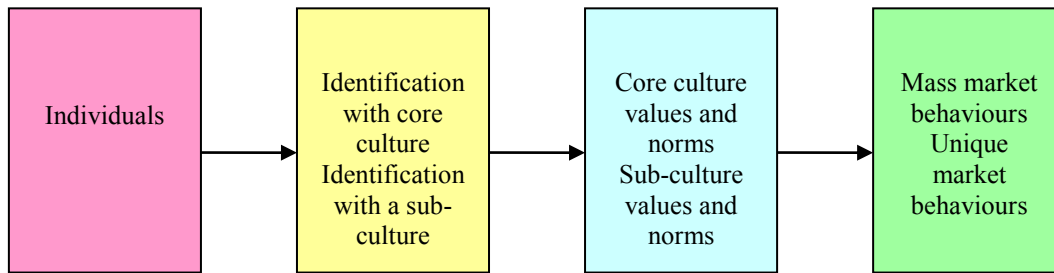 Individuals
Identification
with core
culture
Identification
with a sub-
culture
Core culture
values and
norms
Sub-culture
values and
norms
Mass market
behaviours
Unique
market
behaviours